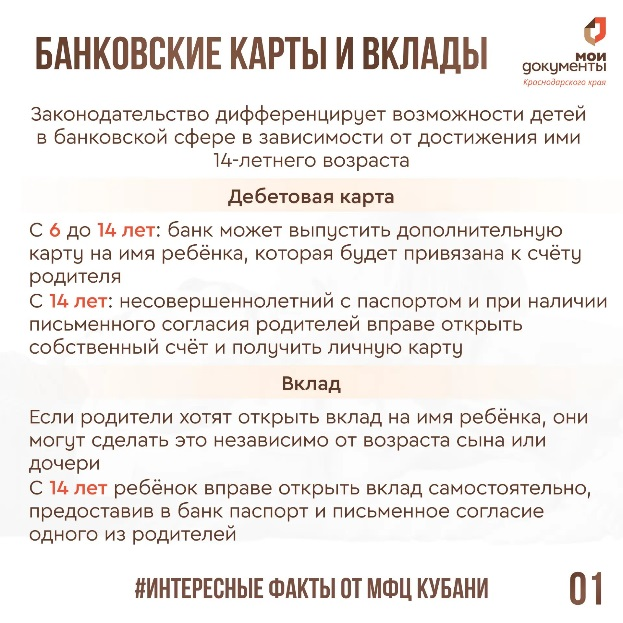 БАНКОВСКИЕ КАРТЫ И ВКЛАДЫ
МОИ
ДОКУМЕНТЫ
Краснодарского края
Законодательство дифференцирует возможности детей
в банковской сфере в зависимости от достижения ими
14-летнего возраста
Дебетовая карта
С 6 до 14 лет: банк может выпустить дополнительную
карту на имя ребёнка, которая будет привязана к счёту
родителя
С 14 лет: несовершеннолетний с паспортом и при наличии
письменного согласия родителей вправе открыть
собственный счёт и получить личную карту
Вклад
Если родители хотят открыть вклад на имя ребёнка, они
могут сделать это независимо от возраста сына или
дочери
С 14 лет ребёнок вправе открыть вклад самостоятельно,
предоставив в банк паспорт и письменное согласие
одного из родителей
#ИНТЕРЕСНЫЕ ФАКТЫ ОТ МФЦ КУБАНИ
01